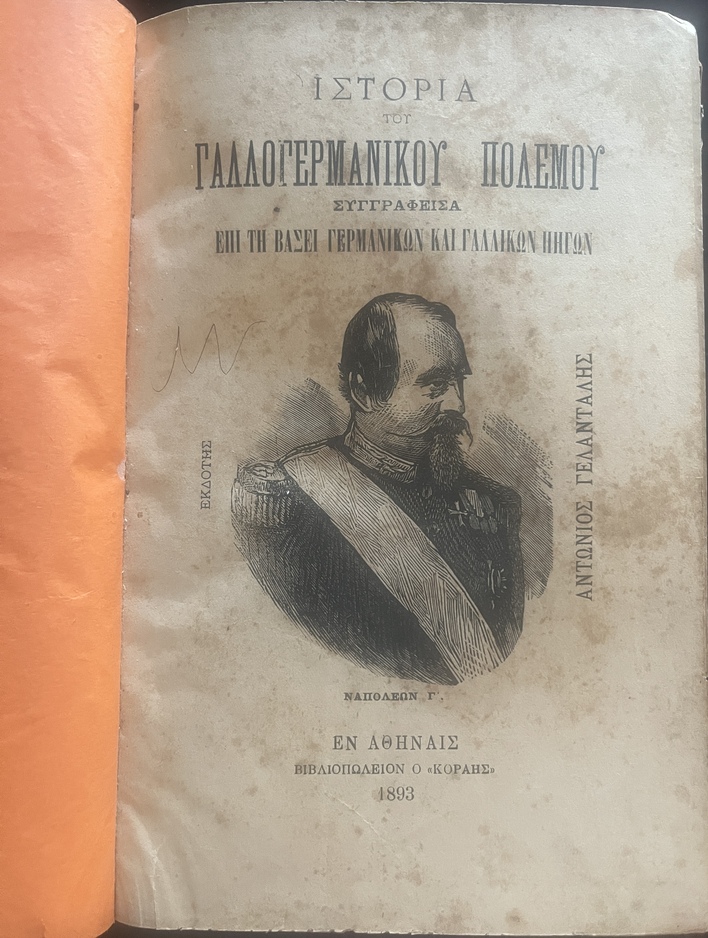 ΙΣΤΟΡΙΑ
ΤΟΥ
ΓΑΛΛΟΓΕΡΜΑΝΙΚΟΥ ΠΟΛΕΜΟΥ
ΣΥΓΓΡΑΦΕΙΣΑ
ΕΠΙ ΤΗ ΒΑΣΕΙ ΓΕΡΜΑΝΙΚΩΝ ΚΑΙ ΓΑΛΛΙΚΩΝ ΠΗΓΩΝ
ΕΚΔΟΤΗΣ
ΑΝΤΩΝΙΟΣ ΓΕΛΑΝΤΑΛΗΣ
ΝΑΠΟΛΕΩΝ Γ΄.
ΕΝ ΑΘΗΝΑΙΣ
ΒΙΒΛΙΟΠΩΛΕΙΟΝ Ο «ΚΟΡΑΗΣ»
1893